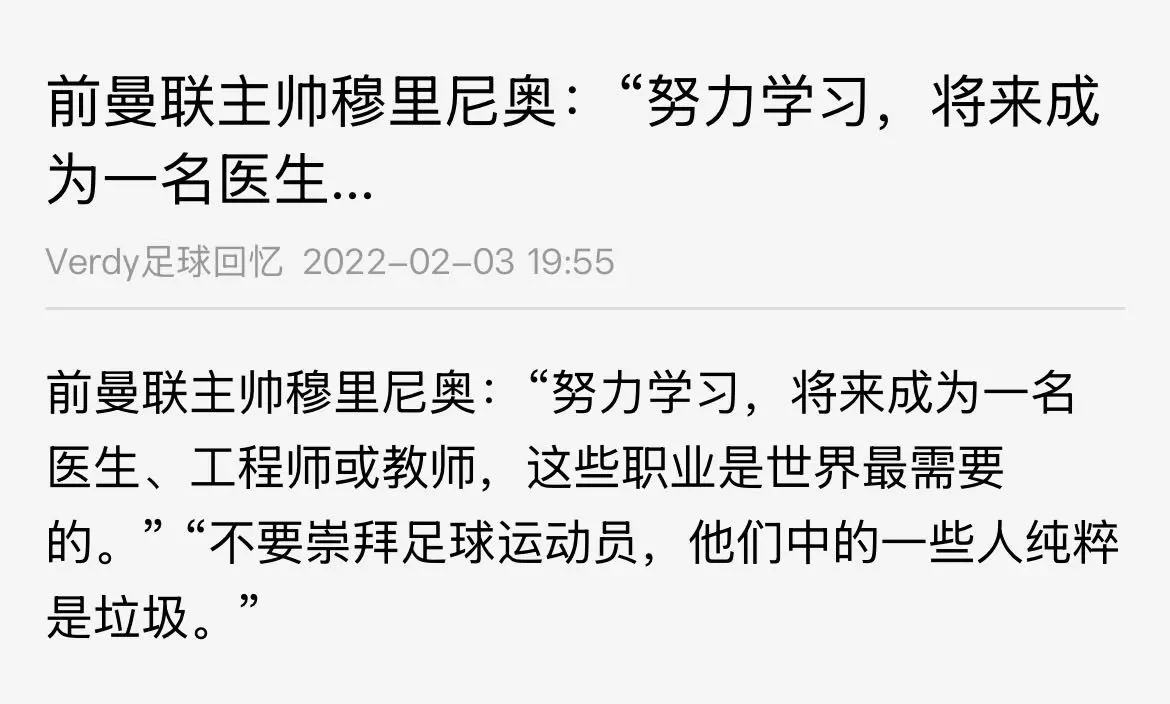 前曼联主帅穆里尼奥：“努力学习，将来成
为一名医生...
Verdy足球回忆 2022-02-03 19:55
前曼联主帅穆里尼奥：“努力学习，将来成为一名
医生、工程师或教师，这些职业是世界最需要
的。” “不要崇拜足球运动员，他们中的一些人纯粹
是垃圾。”